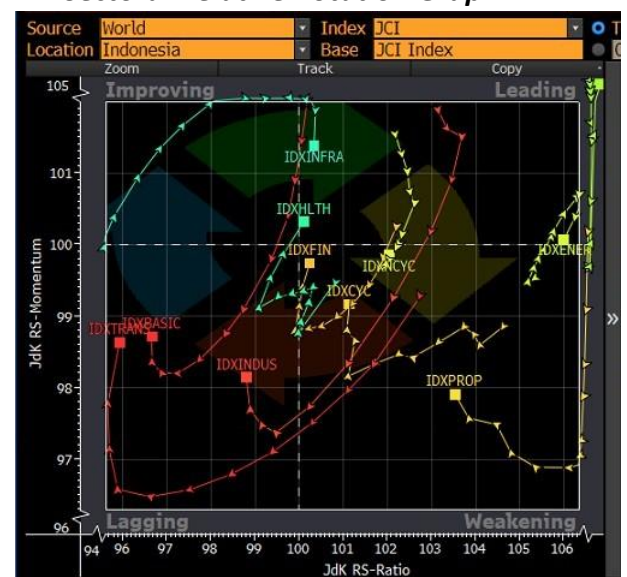 Source World Index JCI T
Location Indonesia Base JCI Index
Zoom Track Copy
105 Improving Leading
101
IDXINFRA
IDXHLTH
100
IDXFIN
IDXNCYC
IDXENER
IDXCYC
99
IDXTRANS
IDXBASIC
IDXINDUS
98
IDXPROP
97
96 Lagging Weakening
JdK RS-Momentum
94 96 97 98 99 100 101 102 103 104 105 106
JdK RS-Ratio
»